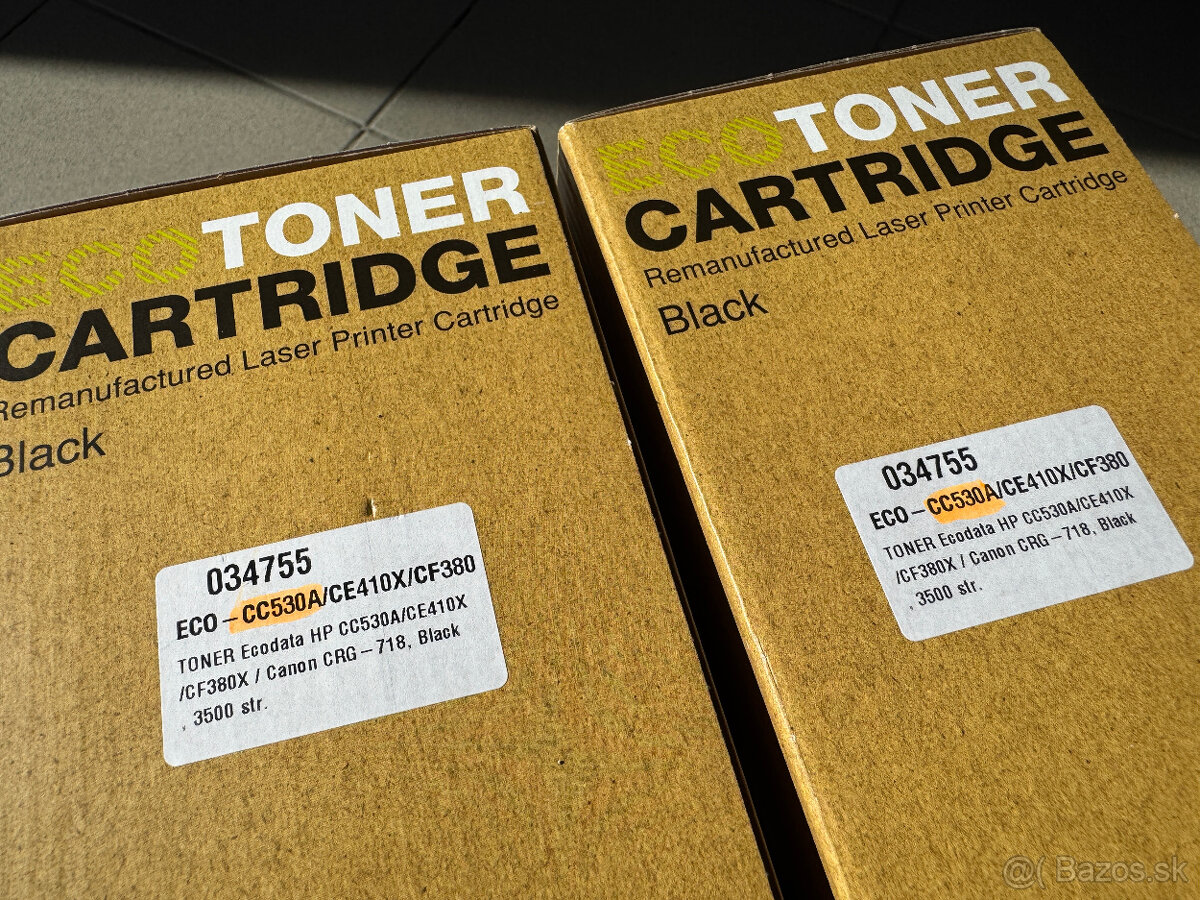 ECOTONER
CARTRIDGE
Remanufactured Laser Printer Cartridge
Black
034755
ECO – CC530A/CE410X/CF380
TONER Ecodata HP CC530A/CE410X
/CF380X / Canon CRG – 718, Black
, 3500 str.
ECOTONER
CARTRIDGE
Remanufactured Laser Printer Cartridge
Black
034755
ECO – CC530A/CE410X/CF380
TONER Ecodata HP CC530A/CE410X
/CF380X / Canon CRG – 718, Black
, 3500 str.
@( Bazos.sk